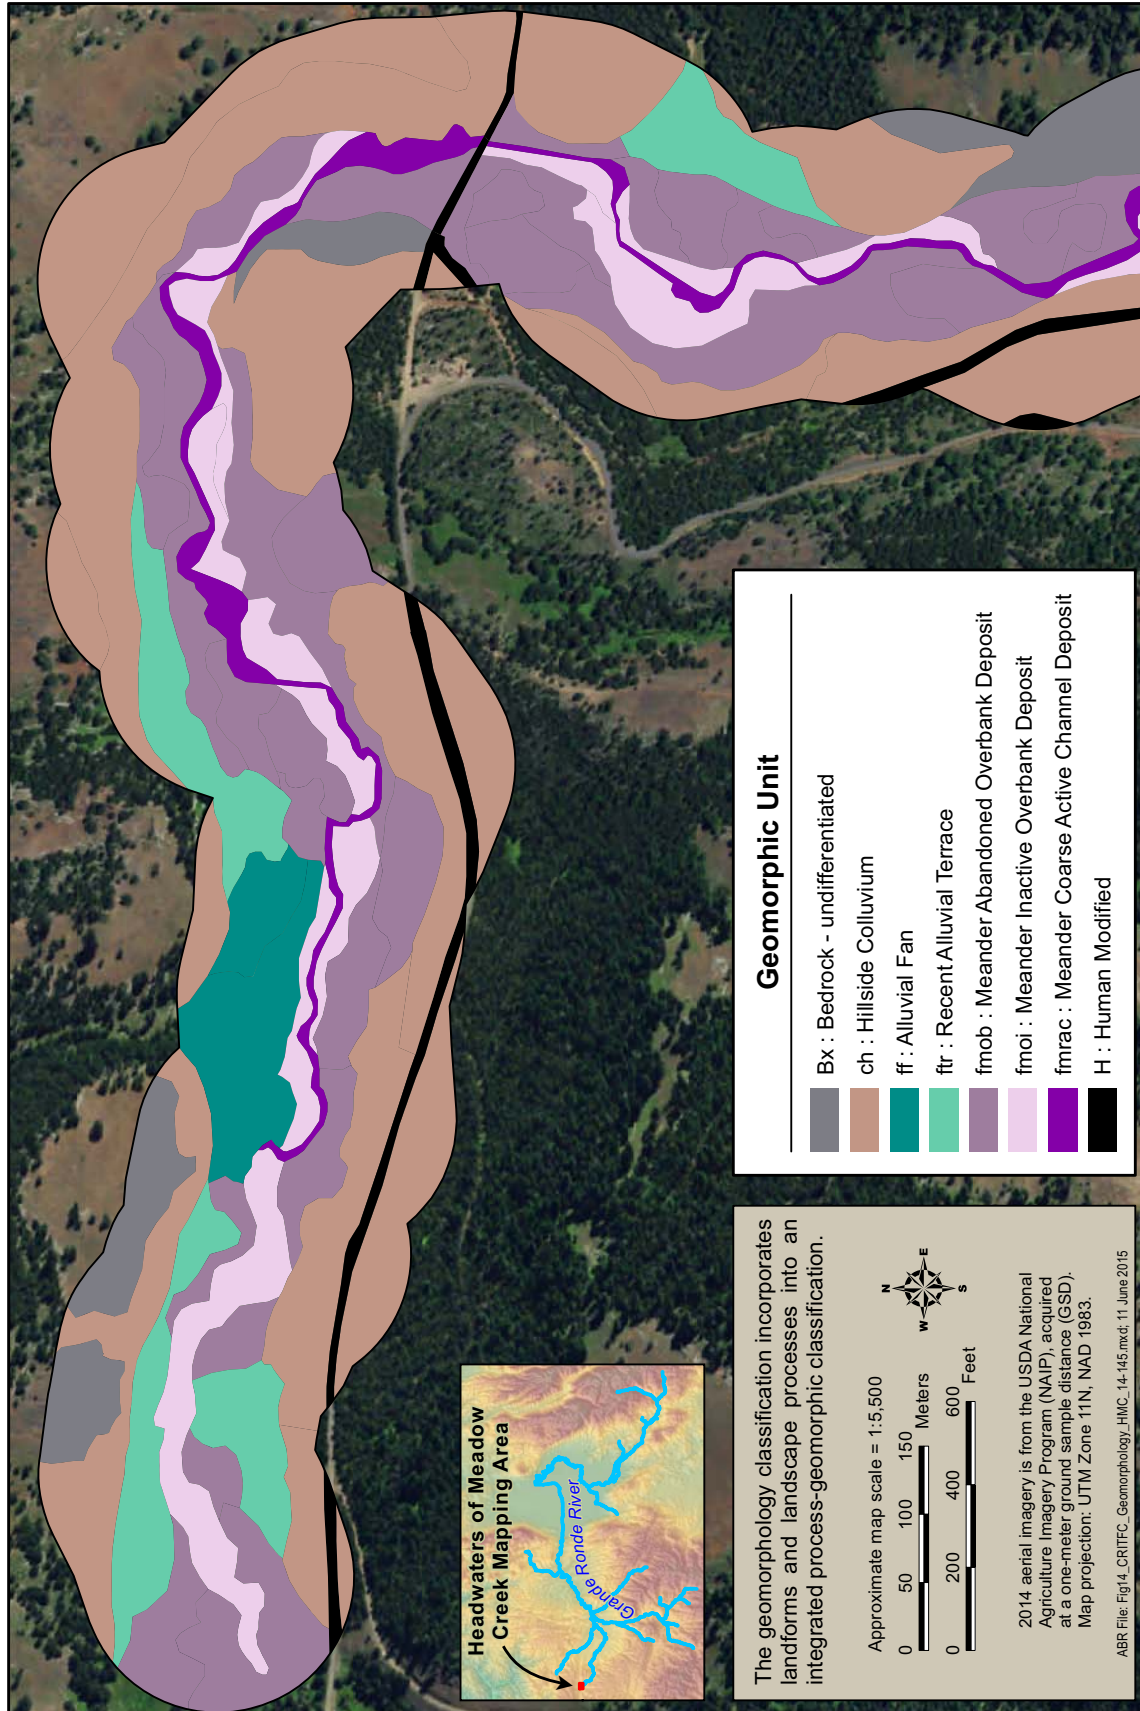 Geomorphic Unit
Bx : Bedrock - undifferentiated
ch : Hillside Colluvium
ff : Alluvial Fan
ftr : Recent Alluvial Terrace
fmob : Meander Abandoned Overbank Deposit
fmoi : Meander Inactive Overbank Deposit
fmrac : Meander Coarse Active Channel Deposit
H : Human Modified
Headwaters of Meadow
Creek Mapping Area
Grande Ronde River
The geomorphology classification incorporates
landforms and landscape processes into an
integrated process-geomorphic classification.
N
W E
S
Approximate map scale = 1:5,500
0 50 100 150
Meters
0 200 400 600
Feet
2014 aerial imagery is from the USDA National
Agriculture Imagery Program (NAIP), acquired
at a one-meter ground sample distance (GSD).
Map projection: UTM Zone 11N, NAD 1983.
ABR File: Fig14_CRITFC_Geomorphology_HMC_14-145.mxd; 11 June 2015